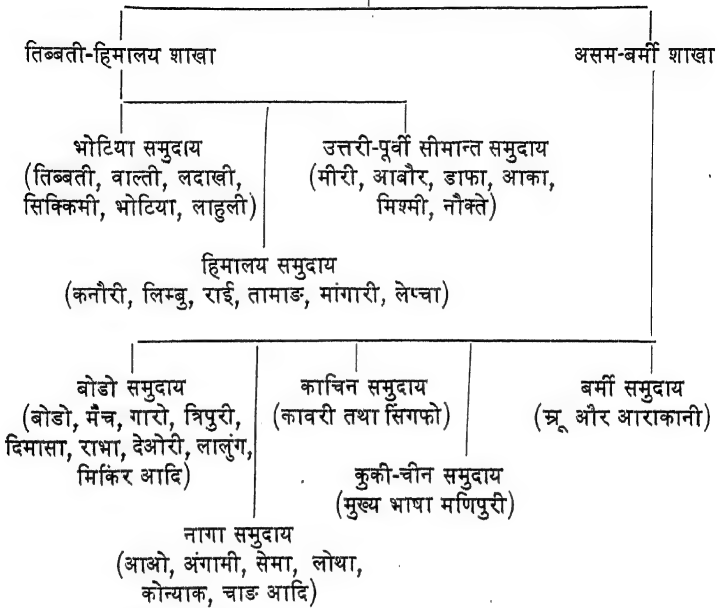 तिब्बती-हिमालय शाखा
असम-बर्मी शाखा
भोटिया समुदाय
(तिब्बती, वाल्ती, लदाखी,
सिक्किमी, भोटिया, लाहुली)
उत्तरी-पूर्वी सीमान्त समुदाय
(मीरी, आबौर, डाफा, आका,
मिश्मी, नौक्ते)
हिमालय समुदाय
(कनौरी, लिम्बु, राई, तामाङ, मांगारी, लेप्चा)
बोडो समुदाय
(बोडो, मैंच, गारो, त्रिपुरी,
दिमासा, राभा, देओरी, लालुंग,
मिकिंर आदि)
काचिन समुदाय
(कावरी तथा सिंगफो)
बर्मी समुदाय
(म्रू और आराकानी)
कुकी-चीन समुदाय
(मुख्य भाषा मणिपुरी)
नागा समुदाय
(आओ, अंगामी, सेमा, लोथा,
कोन्याक, चाङ आदि)